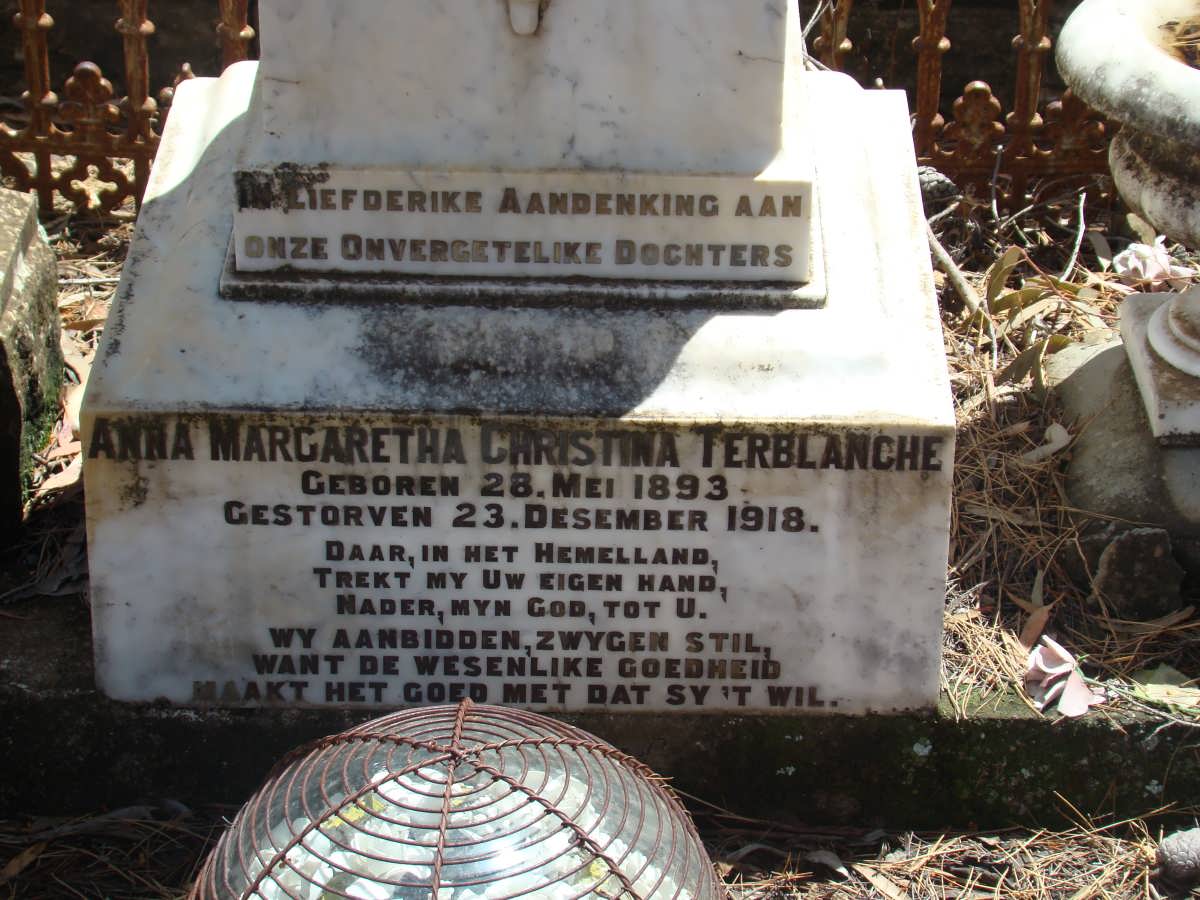 IN LIEFDERIKE AANDENKING AAN
ONZE ONVERGETELIKE DOCHTERS
ANNA MARGARETHA CHRISTINA TERBLANCHE
GEBOREN 28. MEI 1893
GESTORVEN 23. DESEMBER 1918.
DAAR, IN HET HEMELLAND,
TREKT MY UW EIGEN HAND,
NADER, MYN GOD, TOT U.
WY AANBIDDEN, ZWYGEN STIL,
WANT DE WESENLIKE GOEDHEID
MAAKT HET GOED MET DAT SY 'T WIL.